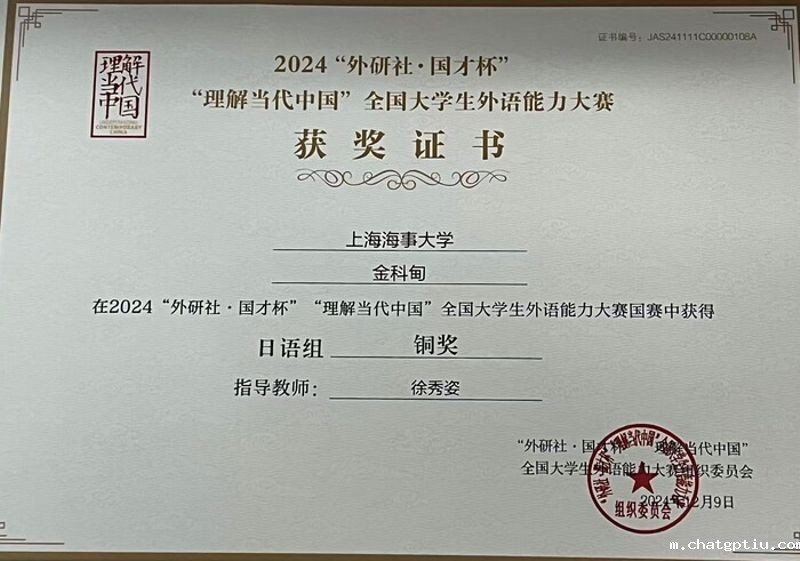 证书编号：JAS241111C00000108A
理解
当代
中国
UNDERSTANDING
CONTEMPORARY
CHINA
2024“外研社·国才杯”
“理解当代中国”全国大学生外语能力大赛
获奖证书
上海海事大学
金科甸
在2024“外研社·国才杯”“理解当代中国”全国大学生外语能力大赛国赛中获得
日语组 铜奖
指导教师： 徐秀姿
“外研社·国才杯”“理解当代中国”
全国大学生外语能力大赛组织委员会
2024年12月9日
组织委员会
m.chatgptiu.com